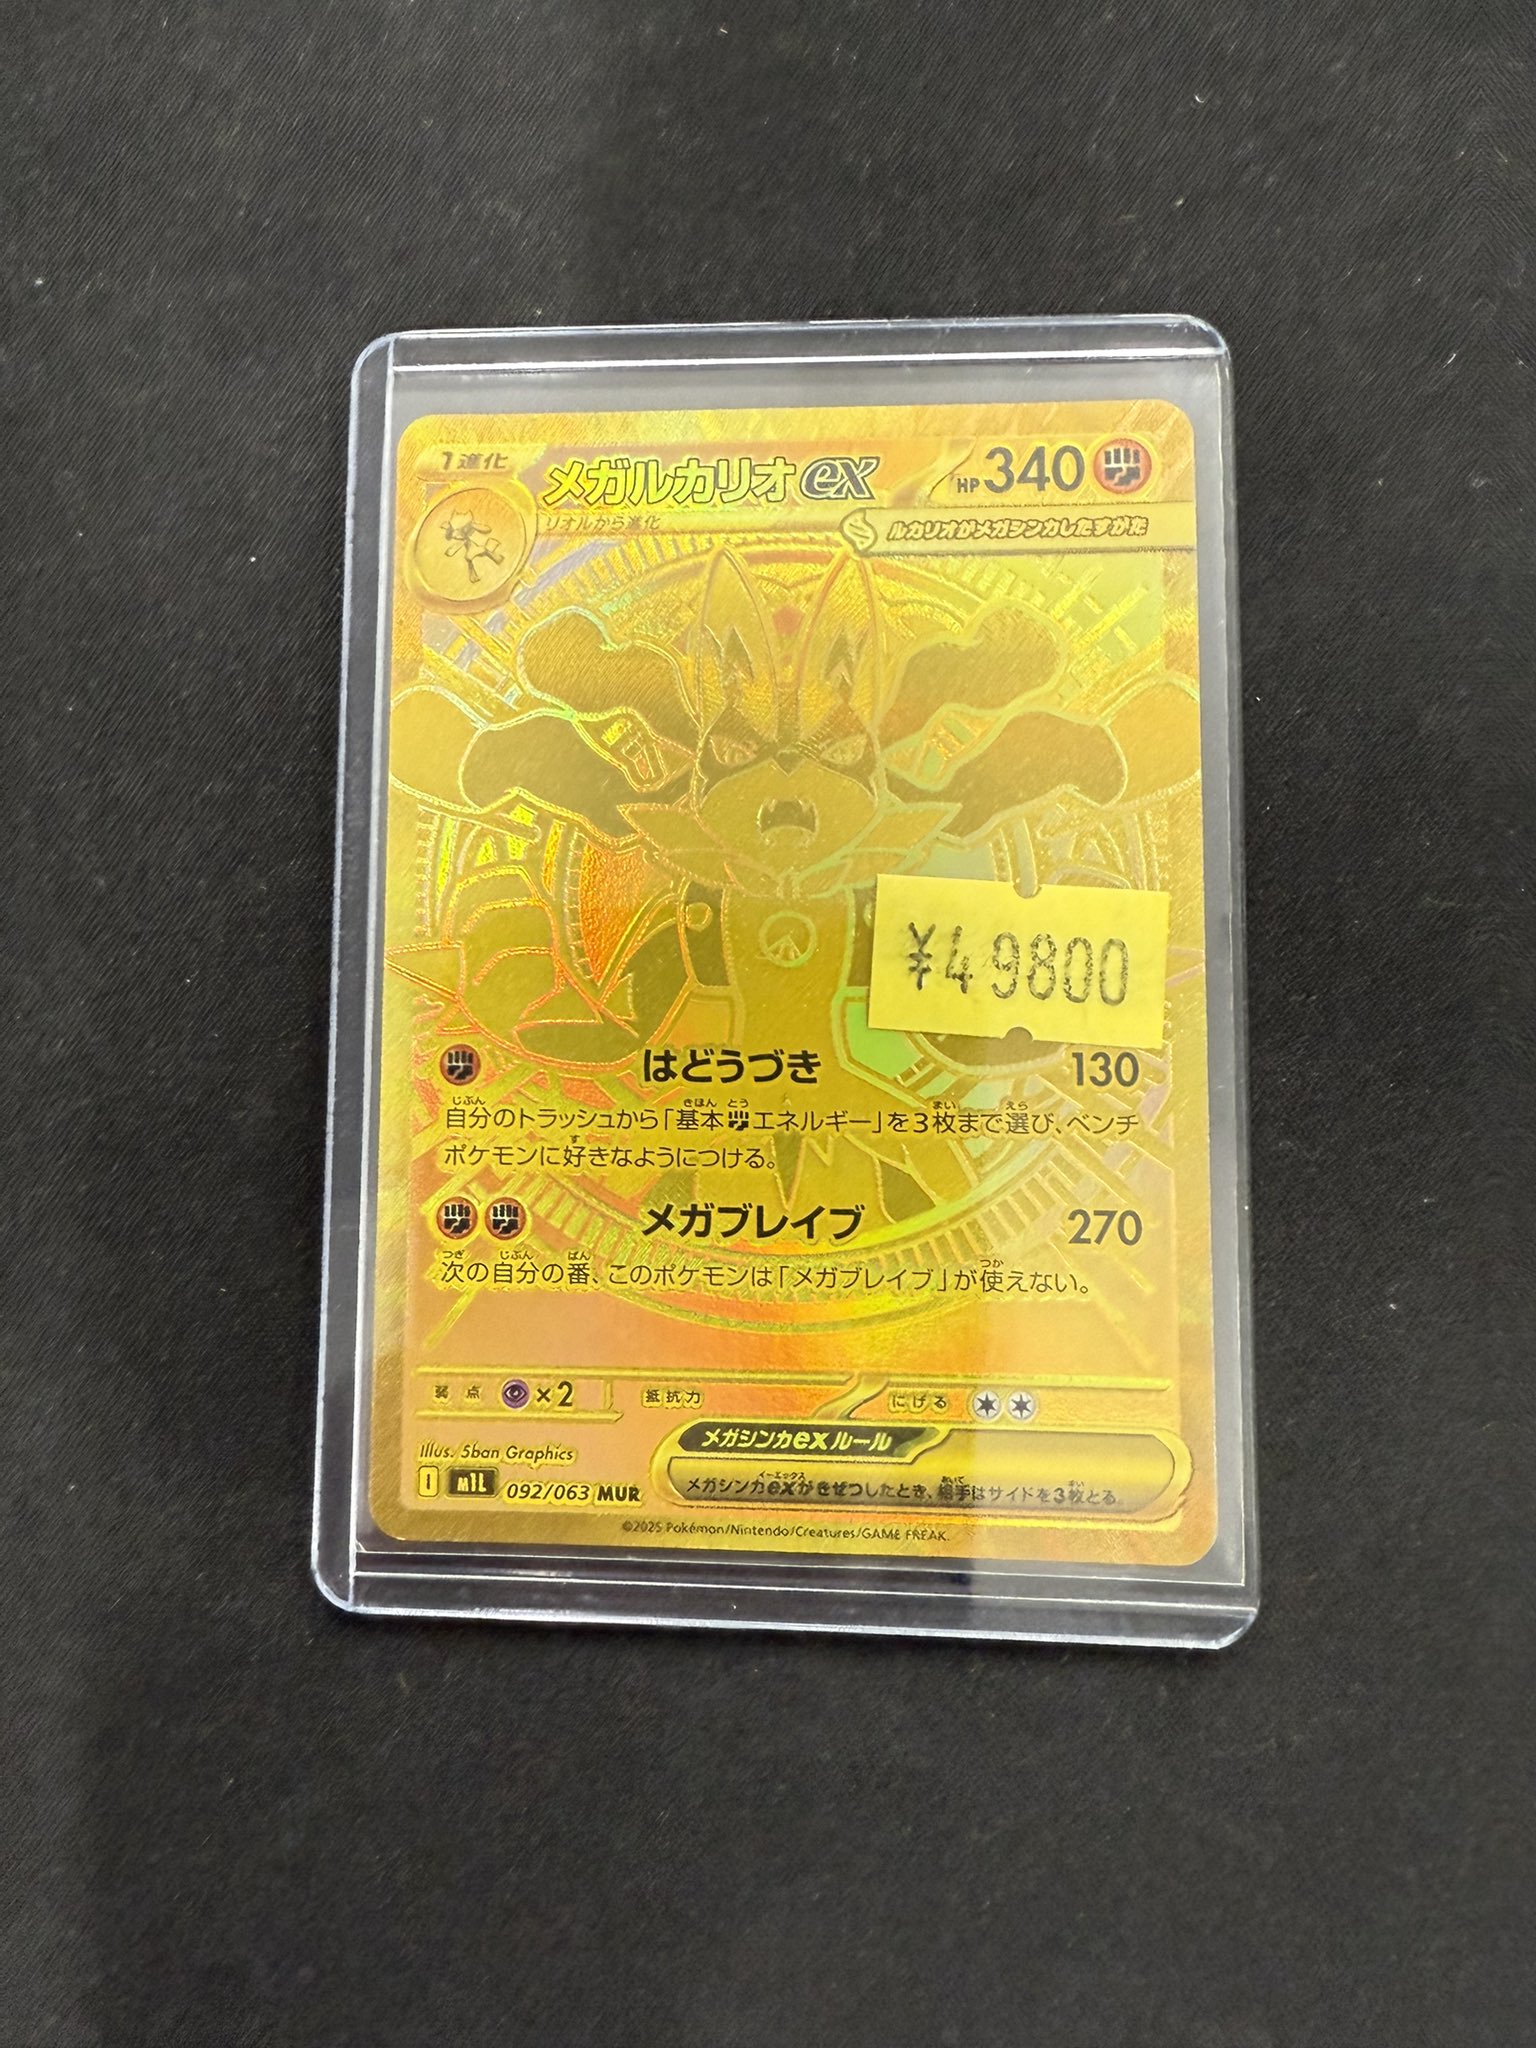 1進化
メガルカリオex
HP340
リオルから進化
ルカリオがメガシンカしたすがた
¥49800
はどうづき 130
自分のトラッシュから「基本エネルギー」を3枚まで選び、ベンチ
ポケモンに好きなようにつける。
メガブレイブ 270
次の自分の番、このポケモンは「メガブレイブ」が使えない。
弱点 ×2 抵抗力 にげる
Illus. 5ban Graphics
メガシンカexルール
メガシンカexがきぜつしたとき、相手はサイドを3枚とる。
I M1L 092/063 MUR
©2025 Pokémon/Nintendo/Creatures/GAME FREAK.